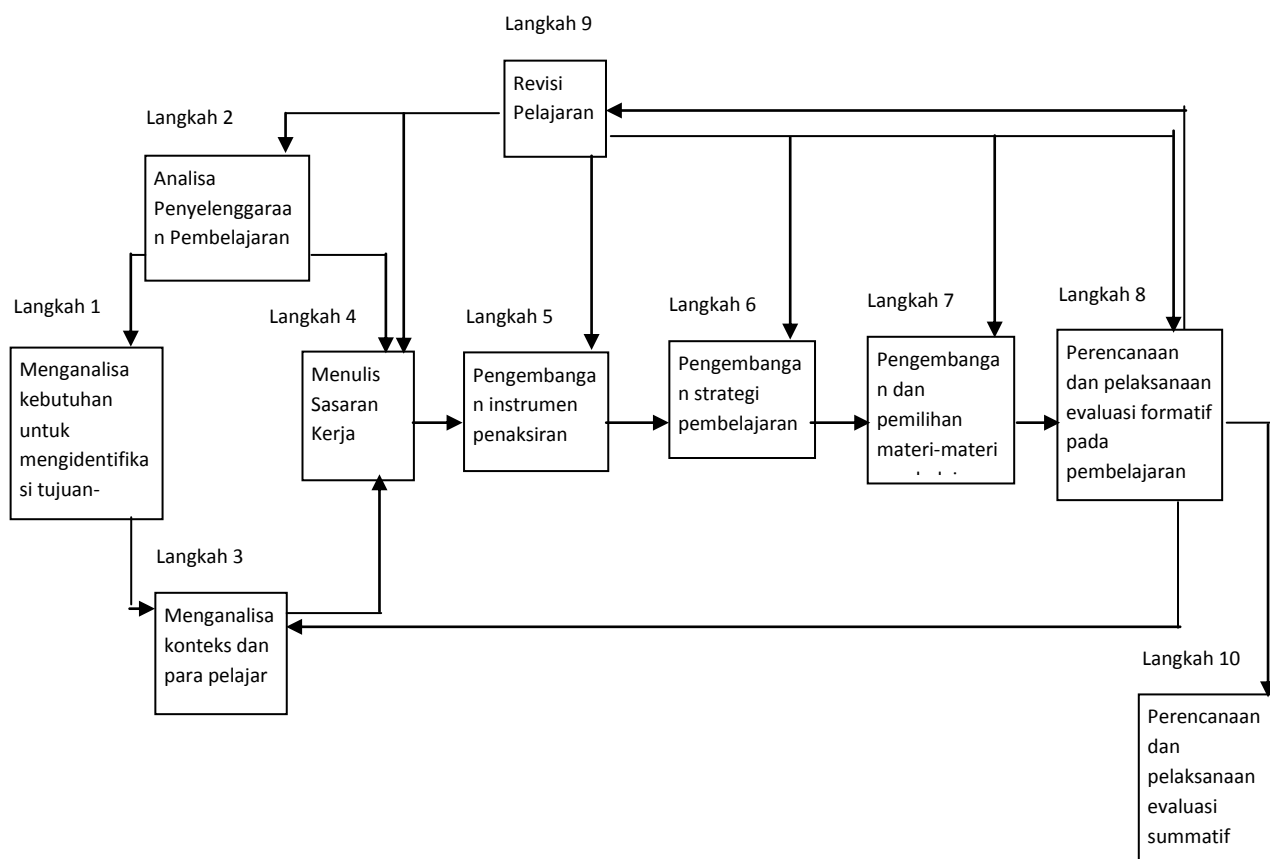 Langkah 9
Revisi
Pelajaran
Langkah 2
Analisa
Penyelenggaraa
n Pembelajaran
Langkah 1
Menganalisa
kebutuhan
untuk
mengidentifika
si tujuan-
Langkah 4
Menulis
Sasaran
Kerja
Langkah 5
Pengembanga
n instrumen
penaksiran
Langkah 6
Pengembanga
n strategi
pembelajaran
Langkah 7
Pengembangan
n dan
pemilihan
materi-materi
Langkah 8
Perencanaan
dan pelaksanaan
evaluasi formatif
pada
pembelajaran
Langkah 3
Menganalisa
konteks dan
para pelajar
Langkah 10
Perencanaan
dan
pelaksanaan
evaluasi
summatif